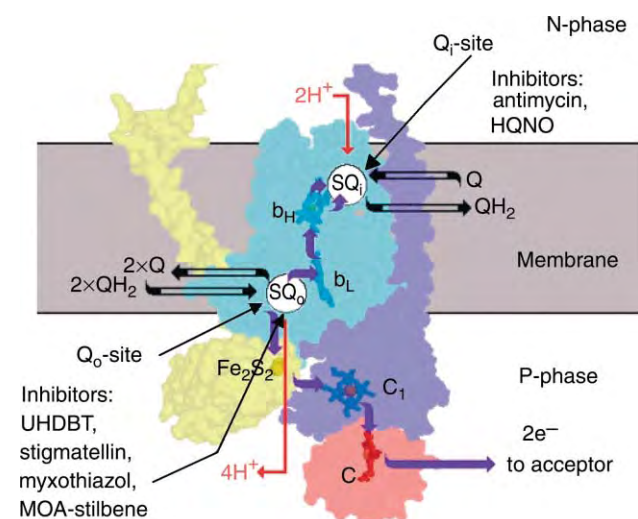 N-phase
Qi-site
Inhibitors:
antimycin,
HQNO
2H+
SQi
Q
QH2
bH
Membrane
bL
2×Q
2×QH2
SQo
Qo-site
Fe2S2
P-phase
C1
Inhibitors:
UHDBT,
stigmatellin,
myxothiazol,
MOA-stilbene
4H+
C
2e−
to acceptor